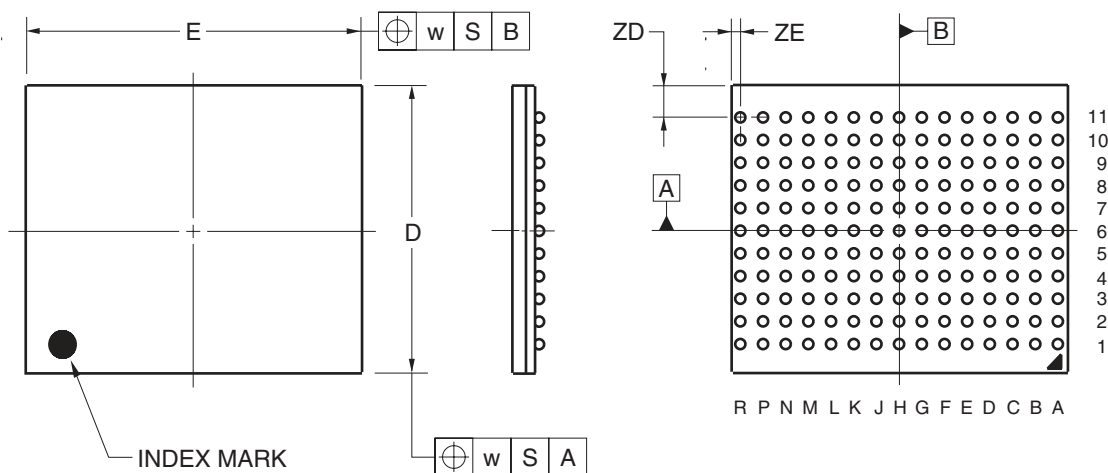 E
w S B
ZD
ZE
B
D
A
11
10
9
8
7
6
5
4
3
2
1
R P N M L K J H G F E D C B A
INDEX MARK
w S A